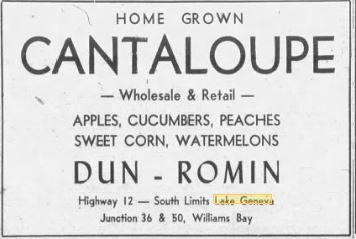 HOME GROWN
CANTALOUPE
— Wholesale & Retail —
APPLES, CUCUMBERS, PEACHES
SWEET CORN, WATERMELONS
DUN - ROMIN
Highway 12 — South Limits Lake Geneva
Junction 36 & 50, Williams Bay